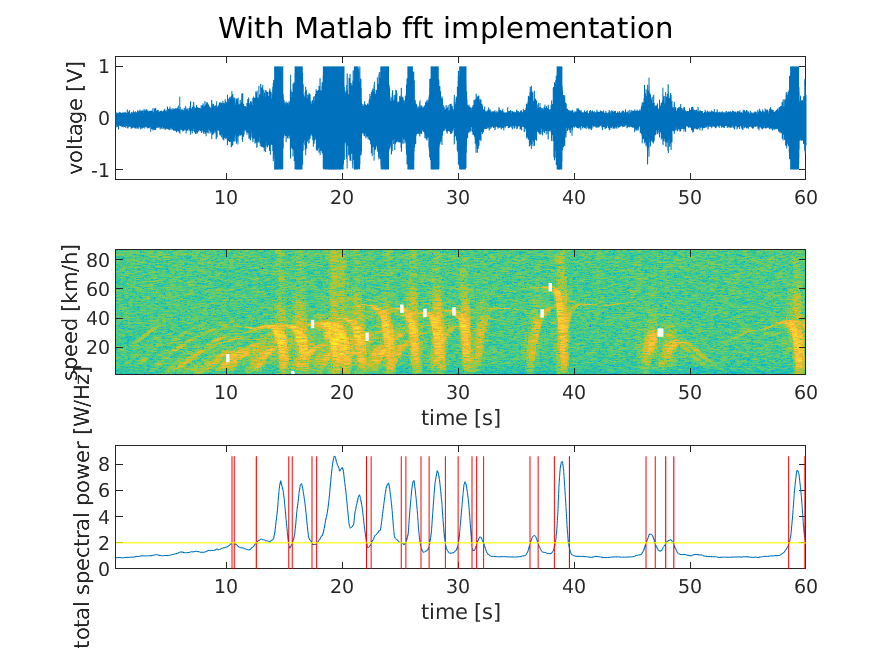 With Matlab fft implementation
voltage [V]
1
0
-1
10 20 30 40 50 60
speed [km/h]
80
60
40
20
10 20 30 40 50 60
time [s]
total spectral power [W/Hz]
8
6
4
2
0
10 20 30 40 50 60
time [s]